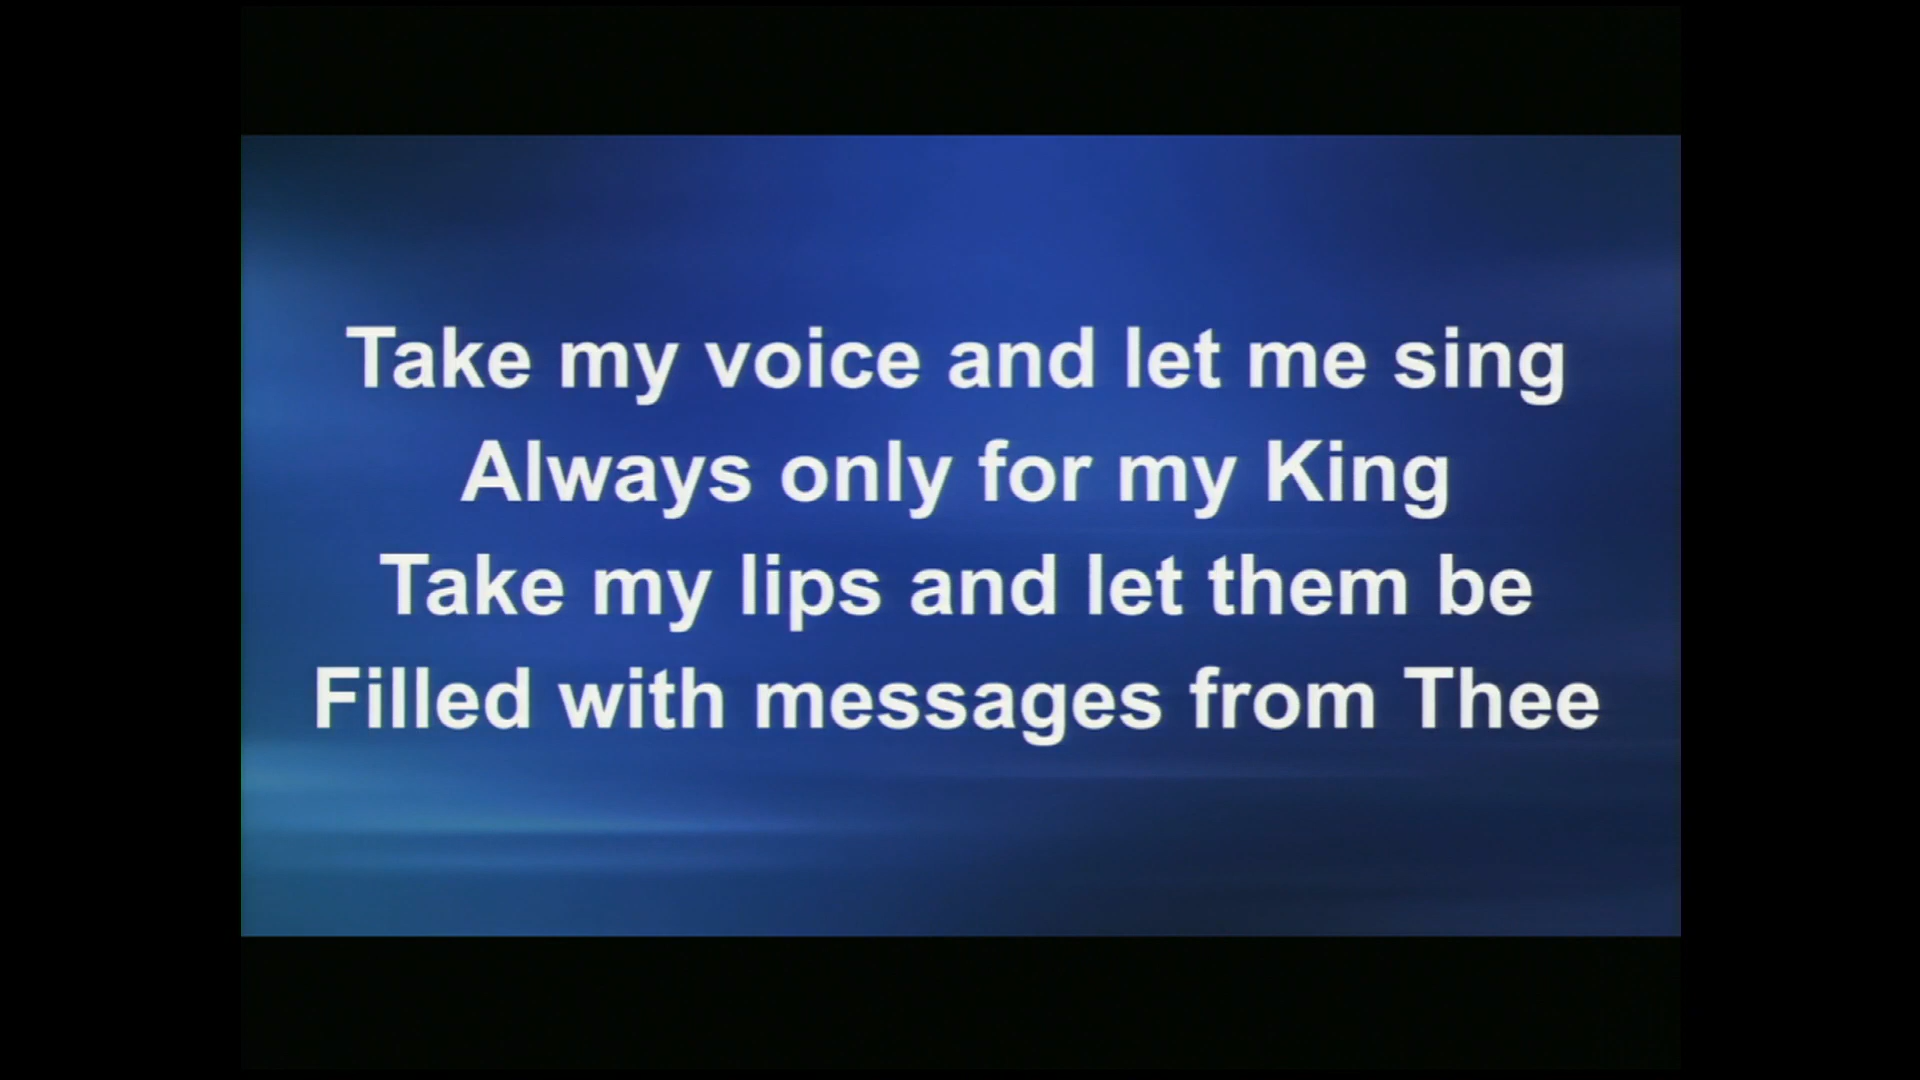 Take my voice and let me sing
Always only for my King
Take my lips and let them be
Filled with messages from Thee